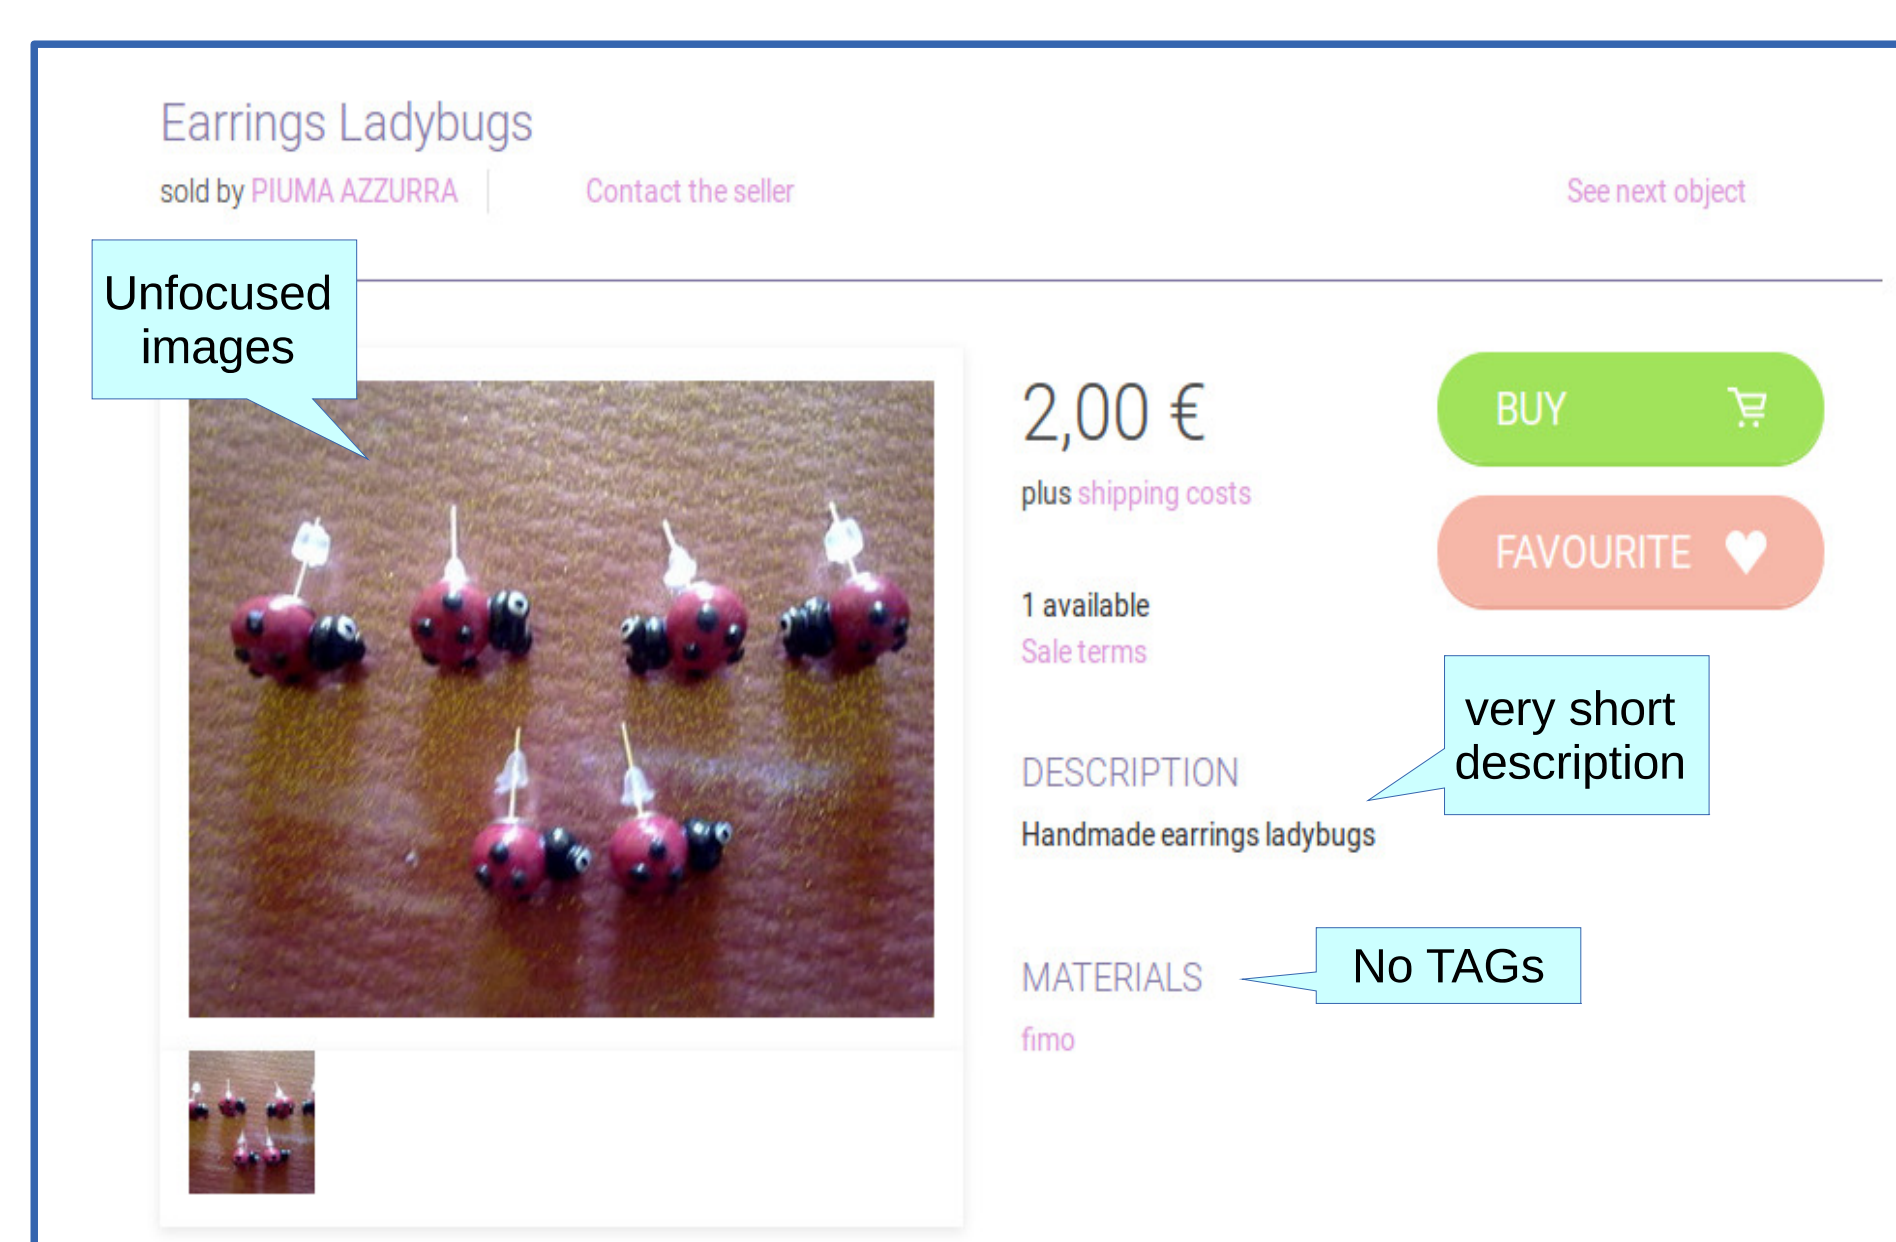 Earrings Ladybugs
sold by PIUMA AZZURRA
Contact the seller
See next object
Unfocused
images
2,00 €
plus shipping costs
BUY
FAVOURITE
1 available
Sale terms
very short
description
DESCRIPTION
Handmade earrings ladybugs
No TAGs
MATERIALS
fimo